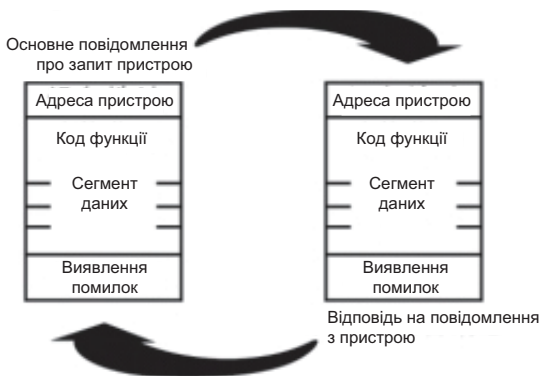 Основне повідомлення
про запит пристрою
Адреса пристрою
Код функції
Сегмент
даних
Виявлення
помилок
Адреса пристрою
Код функції
Сегмент
даних
Виявлення
помилок
Відповідь на повідомлення
з пристрою